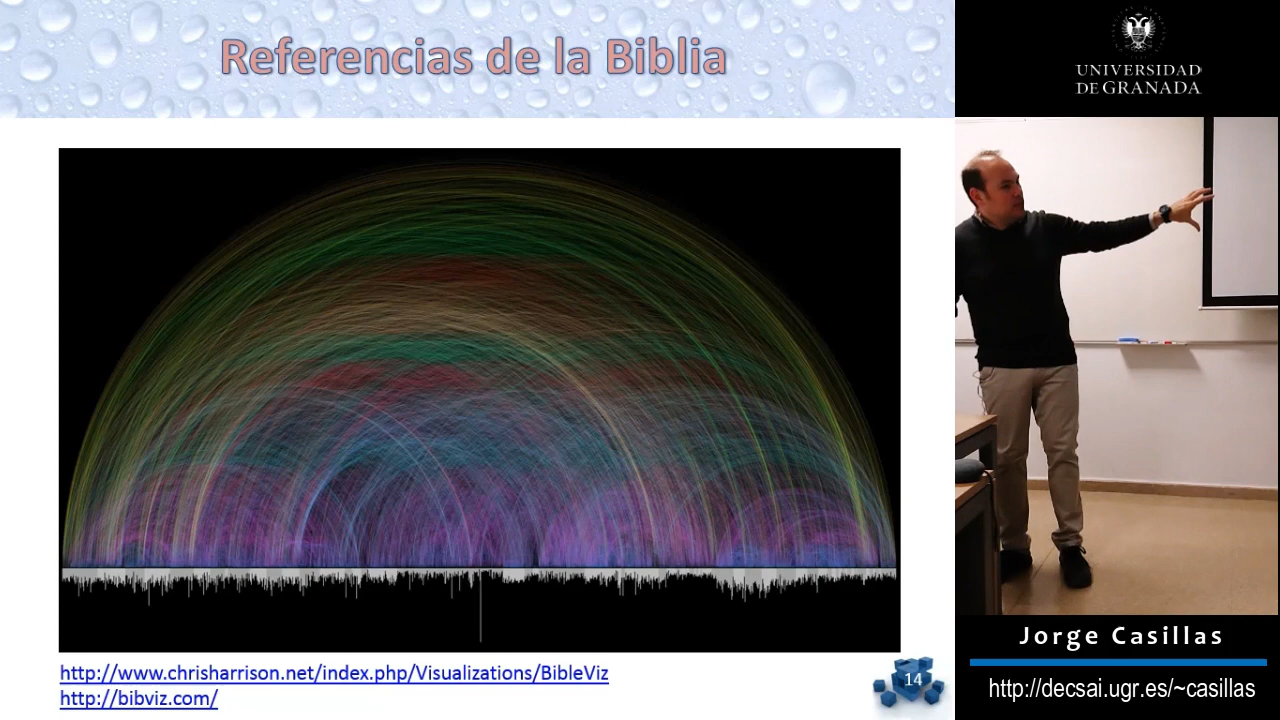 Referencias de la Biblia
http://www.chrisharrison.net/index.php/Visualizations/BibleViz
http://bibviz.com/
14
UNIVERSIDAD
DE GRANADA
Jorge Casillas
http://decsai.ugr.es/~casillas